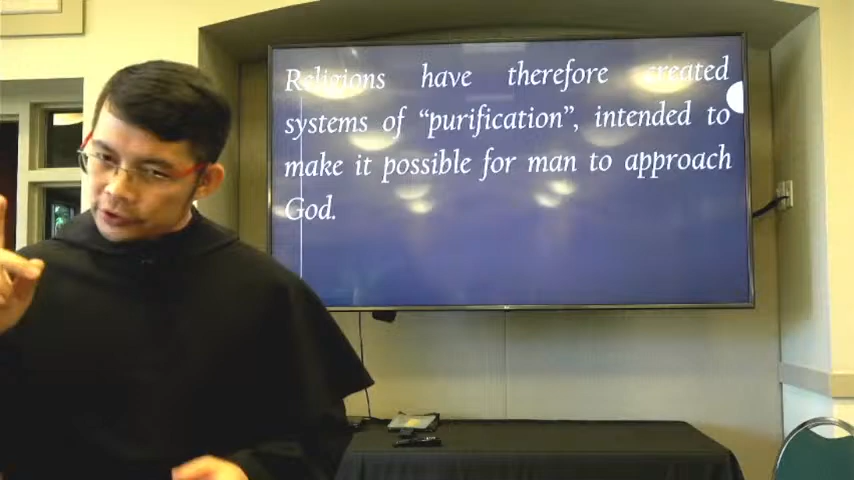 Religions have therefore created
systems of “purification”, intended to
make it possible for man to approach
God.